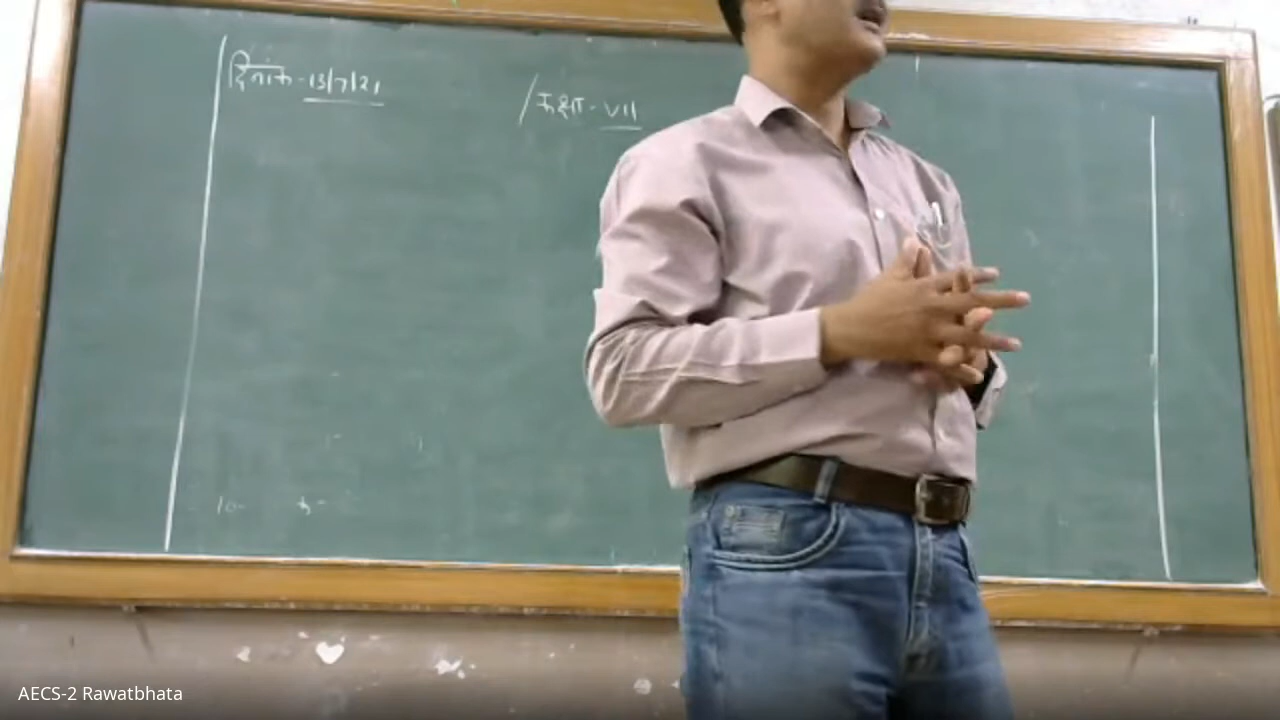 दिनांक - 13/7/21
कक्षा - VII
AECS-2 Rawatbhata